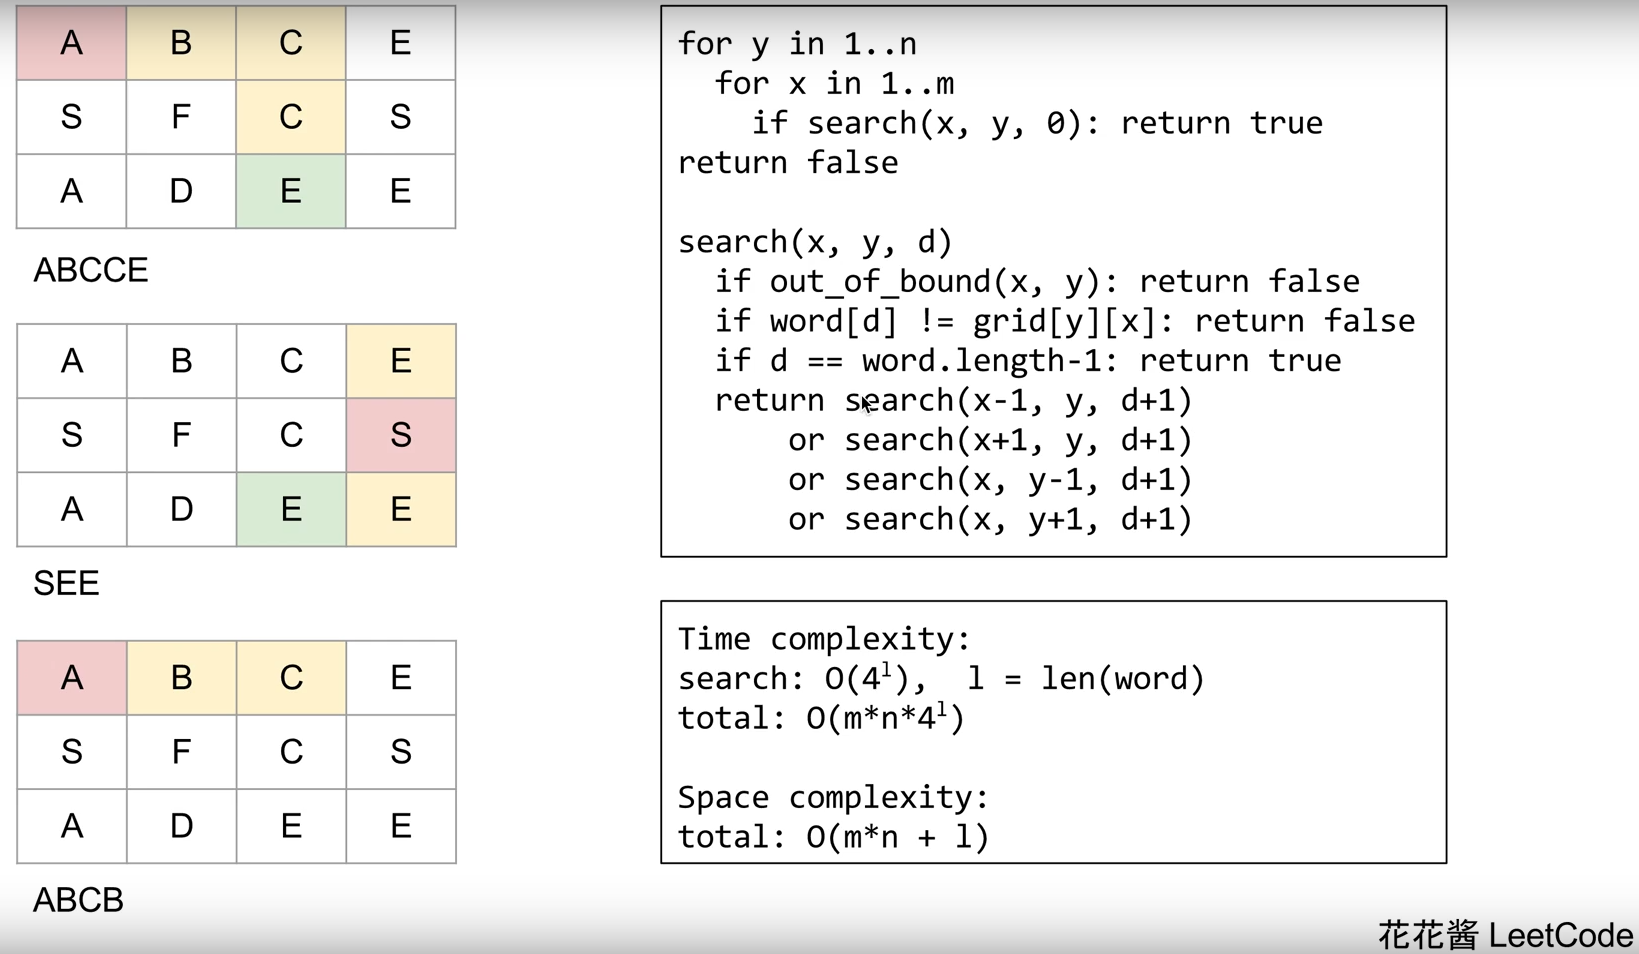 A B C E
S F C S
A D E E
ABCCE
A B C E
S F C S
A D E E
SEE
A B C E
S F C S
A D E E
ABCB
for y in 1..n
  for x in 1..m
    if search(x, y, 0): return true
return false
search(x, y, d)
  if out_of_bound(x, y): return false
  if word[d] != grid[y][x]: return false
  if d == word.length-1: return true
  return search(x-1, y, d+1)
      or search(x+1, y, d+1)
      or search(x, y-1, d+1)
      or search(x, y+1, d+1)
Time complexity:
search: O(4ˡ), l = len(word)
total: O(m*n*4ˡ)
Space complexity:
total: O(m*n + l)
花花酱 LeetCode